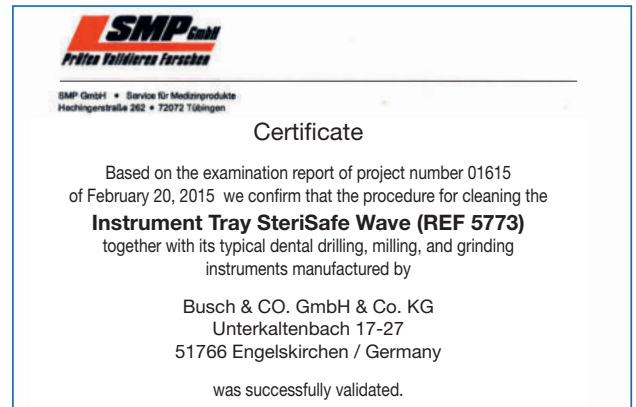 SMP GmbH
Prüfen Validieren Forschen
SMP GmbH • Service für Medizinprodukte
Hechingerstraße 262 • 72072 Tübingen
Certificate
Based on the examination report of project number 01615
of February 20, 2015 we confirm that the procedure for cleaning the
Instrument Tray SteriSafe Wave (REF 5773)
together with its typical dental drilling, milling, and grinding
instruments manufactured by
Busch & CO. GmbH & Co. KG
Unterkaltenbach 17-27
51766 Engelskirchen / Germany
was successfully validated.